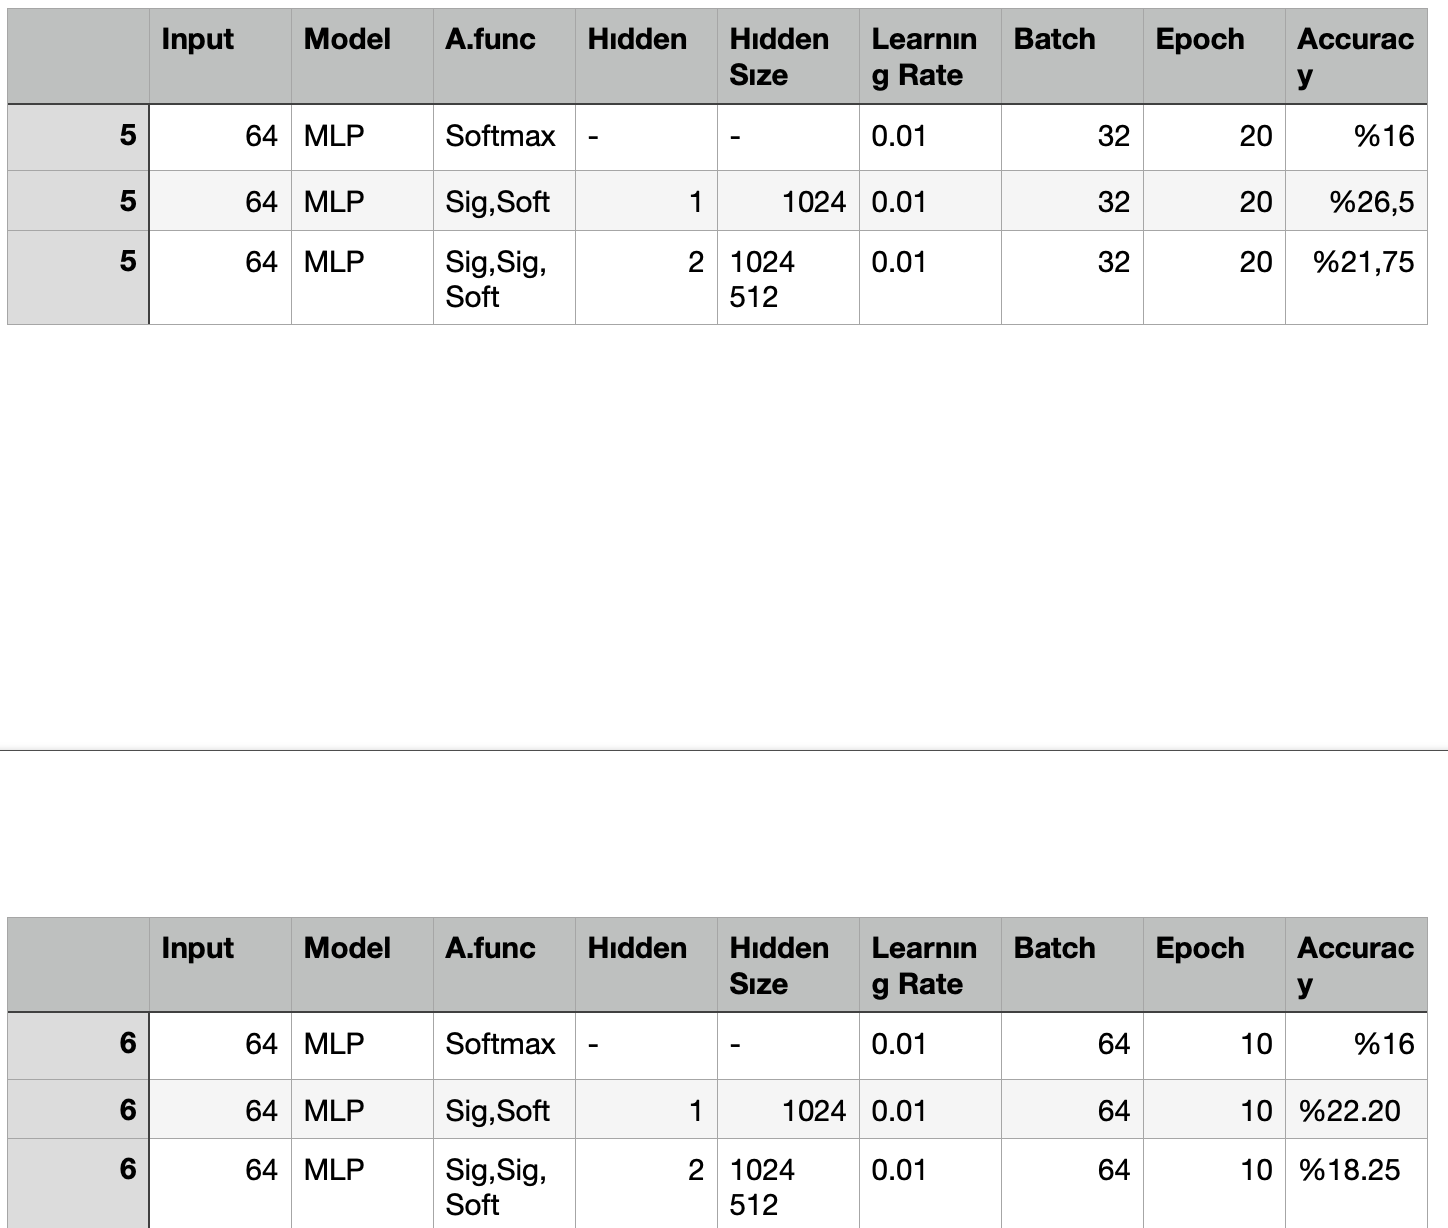 Input Model A.func Hıdden Hıdden Sıze Learnıng Rate Batch Epoch Accuracy
5 64 MLP Softmax - - 0.01 32 20 %16
5 64 MLP Sig,Soft 1 1024 0.01 32 20 %26,5
5 64 MLP Sig,Sig,Soft 2 1024 512 0.01 32 20 %21,75
Input Model A.func Hıdden Hıdden Sıze Learnıng Rate Batch Epoch Accuracy
6 64 MLP Softmax - - 0.01 64 10 %16
6 64 MLP Sig,Soft 1 1024 0.01 64 10 %22.20
6 64 MLP Sig,Sig,Soft 2 1024 512 0.01 64 10 %18.25